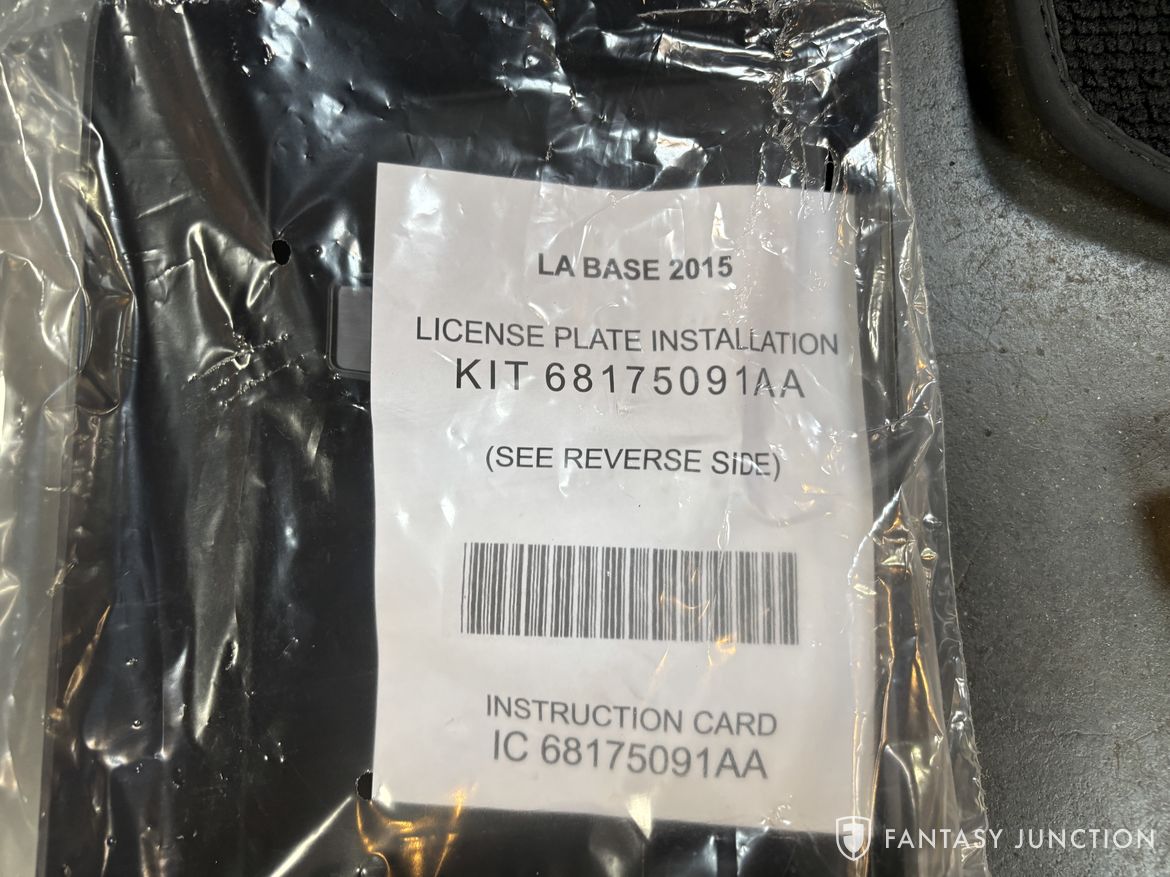 LA BASE 2015
LICENSE PLATE INSTALLATION
KIT 68175091AA
(SEE REVERSE SIDE)
INSTRUCTION CARD
IC 68175091AA
FANTASY JUNCTION